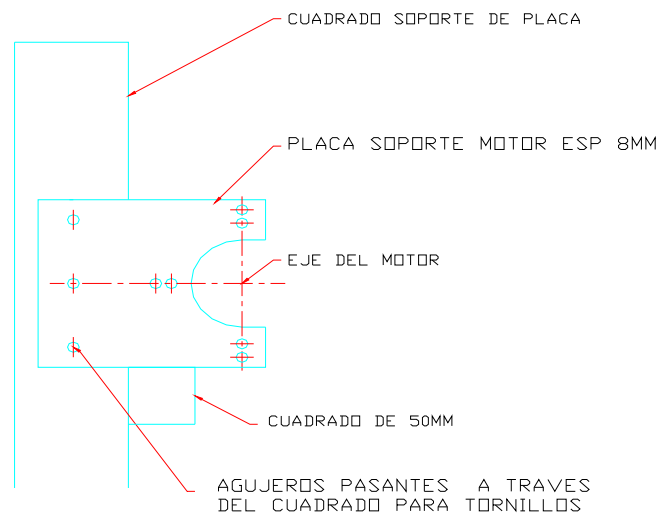 CUADRADO SOPORTE DE PLACA
PLACA SOPORTE MOTOR ESP 8MM
EJE DEL MOTOR
CUADRADO DE 50MM
AGUJEROS PASANTES A TRAVES
DEL CUADRADO PARA TORNILLOS